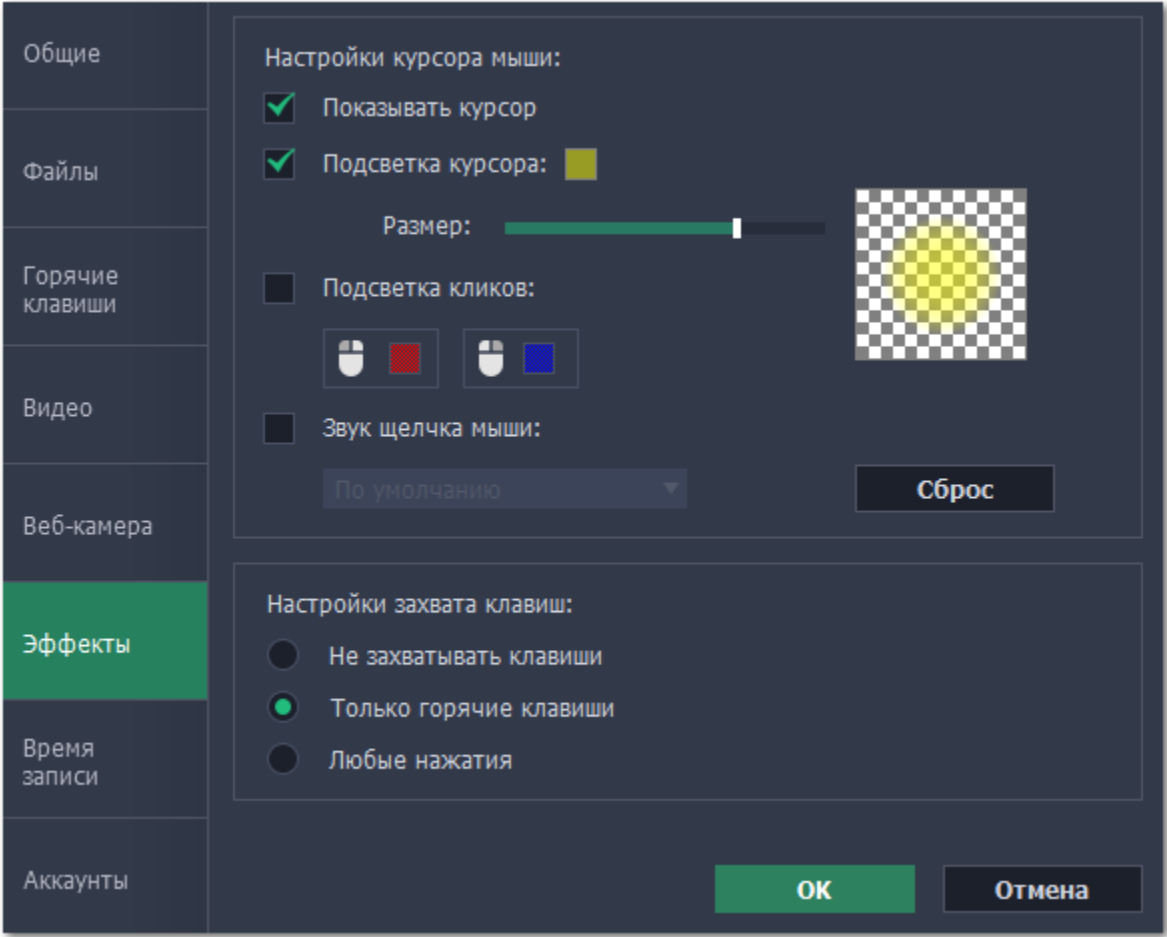 Общие
Файлы
Горячие
клавиши
Видео
Веб-камера
Эффекты
Время
записи
Аккаунты
Настройки курсора мыши:
Показывать курсор
Подсветка курсора:
Размер:
Подсветка кликов:
Звук щелчка мыши:
По умолчанию
Сброс
Настройки захвата клавиш:
Не захватывать клавиши
Только горячие клавиши
Любые нажатия
ОК
Отмена